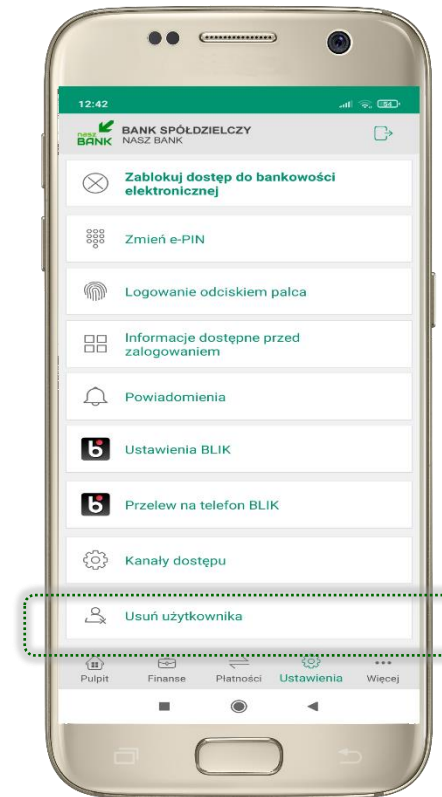 12:42
54
nasz
BANK
BANK SPÓŁDZIELCZY
NASZ BANK
Zablokuj dostęp do bankowości
elektronicznej
Zmień e-PIN
Logowanie odciskiem palca
Informacje dostępne przed
zalogowaniem
Powiadomienia
Ustawienia BLIK
Przelew na telefon BLIK
Kanały dostępu
Usuń użytkownika
Pulpit Finanse Płatności Ustawienia Więcej